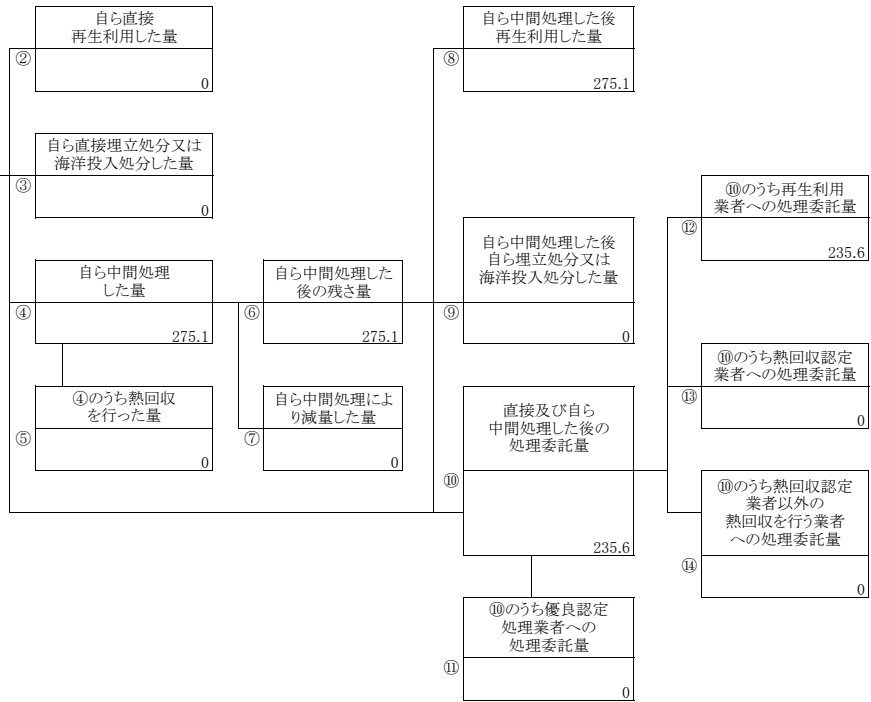 自ら直接
再生利用した量
②
0
自ら直接埋立処分又は
海洋投入処分した量
③
0
自ら中間処理
した量
④
275.1
④のうち熱回収
を行った量
⑤
0
自ら中間処理した
後の残さ量
⑥
275.1
自ら中間処理によ
り減量した量
⑦
0
自ら中間処理した後
再生利用した量
⑧
275.1
自ら中間処理した後
自ら埋立処分又は
海洋投入処分した量
⑨
0
直接及び自ら
中間処理した後の
処理委託量
⑩
235.6
⑩のうち優良認定
処理業者への
処理委託量
⑪
0
⑩のうち再生利用
業者への処理委託量
⑫
235.6
⑩のうち熱回収認定
業者への処理委託量
⑬
0
⑩のうち熱回収認定
業者以外の
熱回収を行う業者
への処理委託量
⑭
0